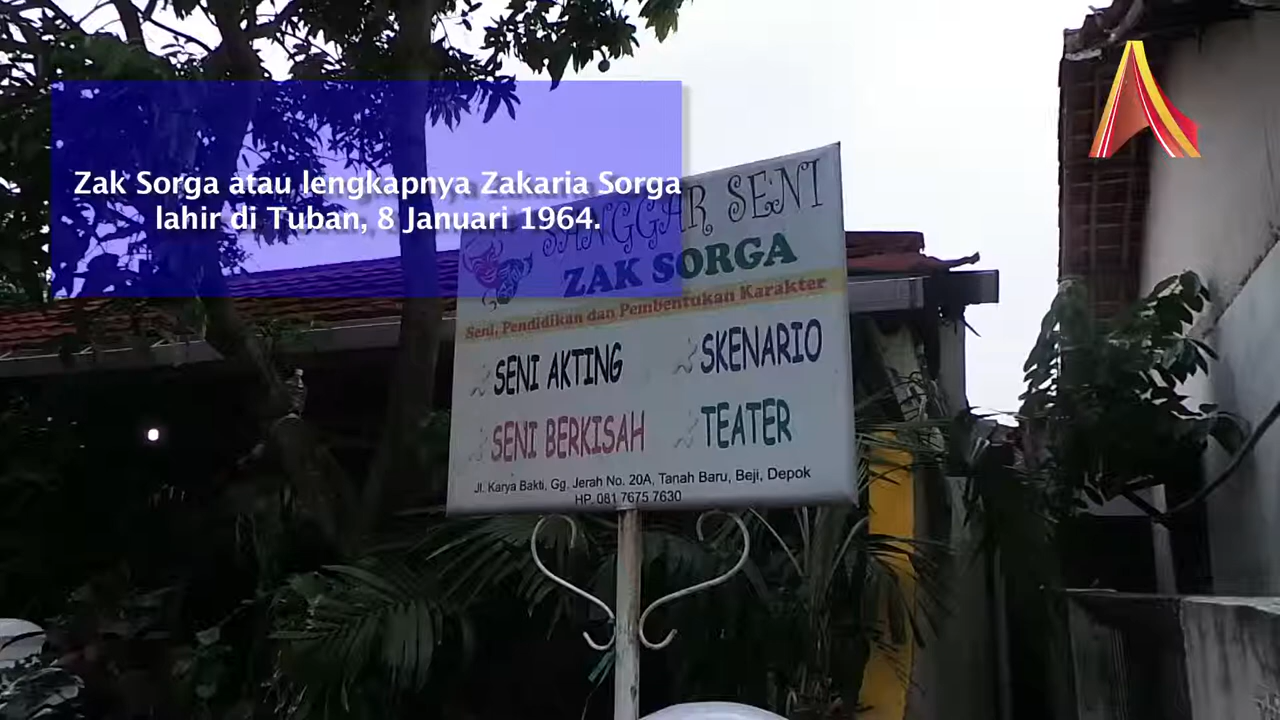 Zak Sorga atau lengkapnya Zakaria Sorga
lahir di Tuban, 8 Januari 1964.
SANGGAR SENI
ZAK SORGA
Seni, Pendidikan dan Pembentukan Karakter
SENI AKTING
SKENARIO
SENI BERKISAH
TEATER
Jl. Karya Bakti, Gg. Jerah No. 20A, Tanah Baru, Beji, Depok
HP. 081 7675 7630